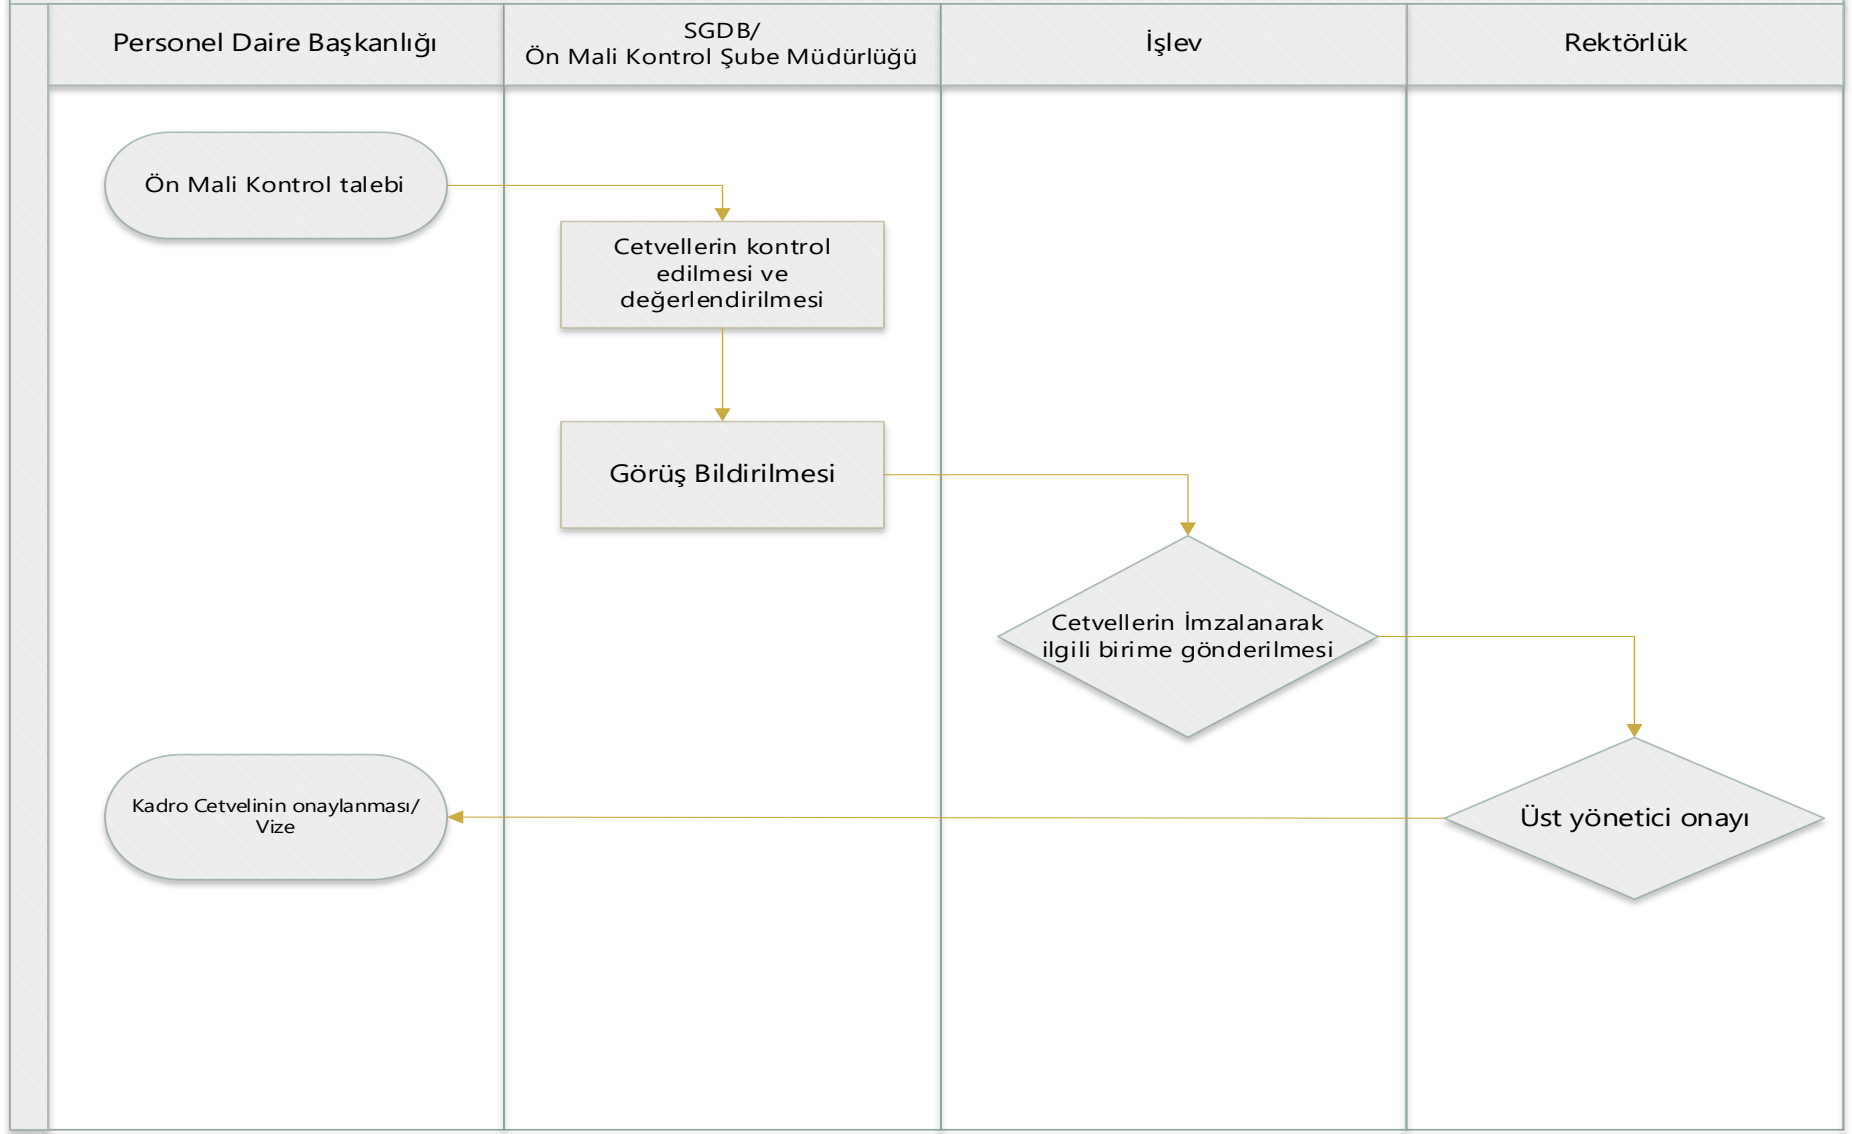 Personel Daire Başkanlığı
SGDB/
Ön Mali Kontrol Şube Müdürlüğü
İşlev
Rektörlük
Ön Mali Kontrol talebi
Cetvellerin kontrol
edilmesi ve
değerlendirilmesi
Görüş Bildirilmesi
Cetvellerin İmzalanarak
ilgili birime gönderilmesi
Üst yönetici onayı
Kadro Cetvelinin onaylanması/
Vize